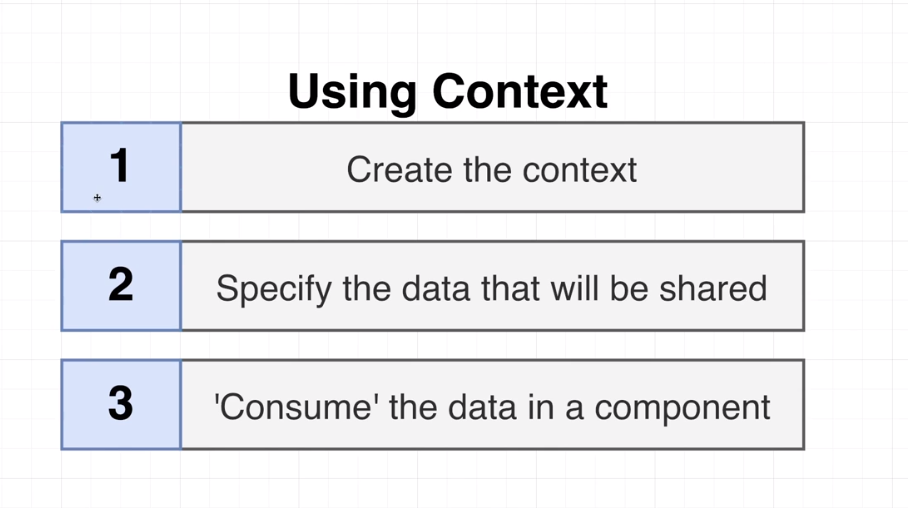 Using Context
1 Create the context
2 Specify the data that will be shared
3 'Consume' the data in a component